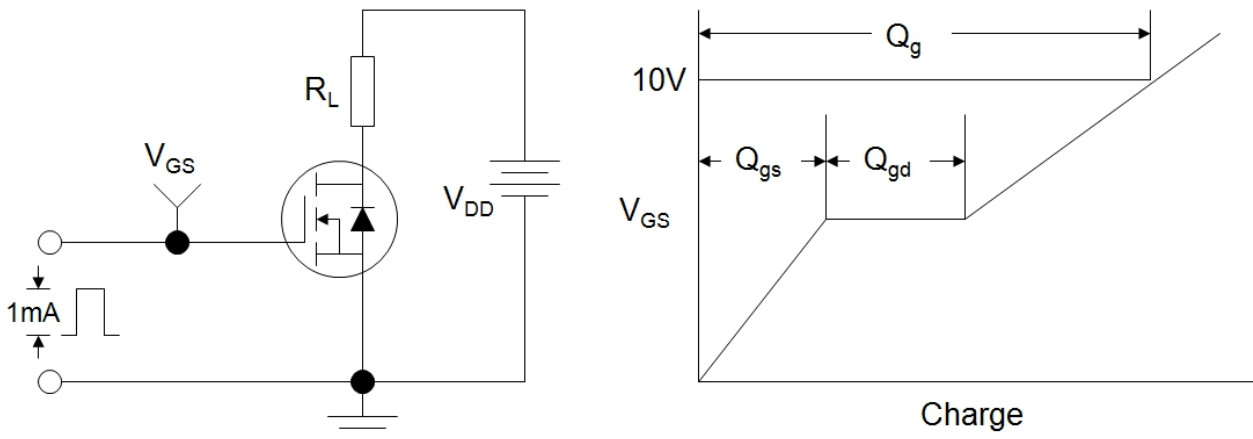 R_L
V_GS
V_DD
1mA
Q_g
10V
Q_gs
Q_gd
V_GS
Charge